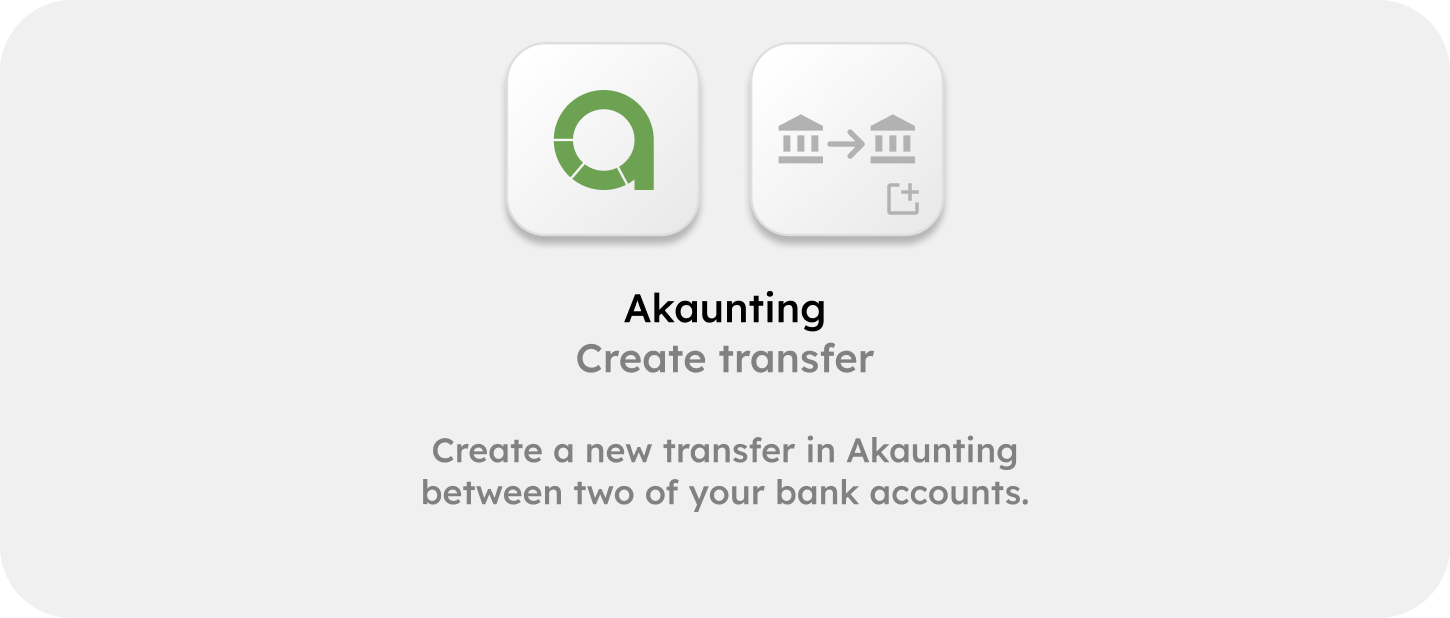 Akaunting
Create transfer
Create a new transfer in Akaunting
between two of your bank accounts.